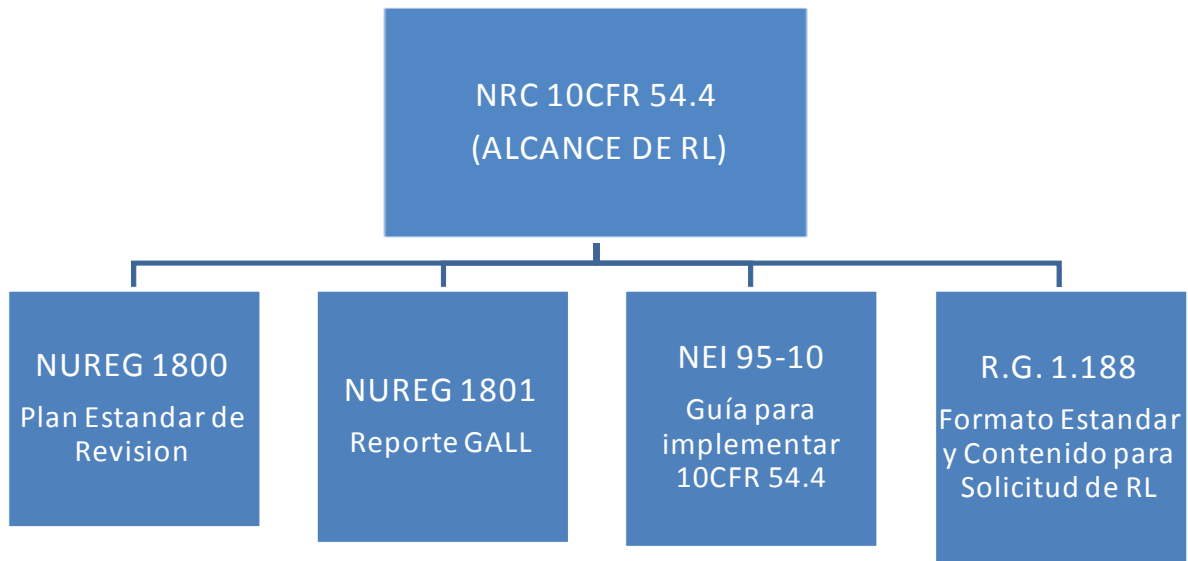 NRC 10CFR 54.4
(ALCANCE DE RL)
NUREG 1800
Plan Estandar de
Revision
NUREG 1801
Reporte GALL
NEI 95-10
Guía para
implementar
10CFR 54.4
R.G. 1.188
Formato Estandar
y Contenido para
Solicitud de RL